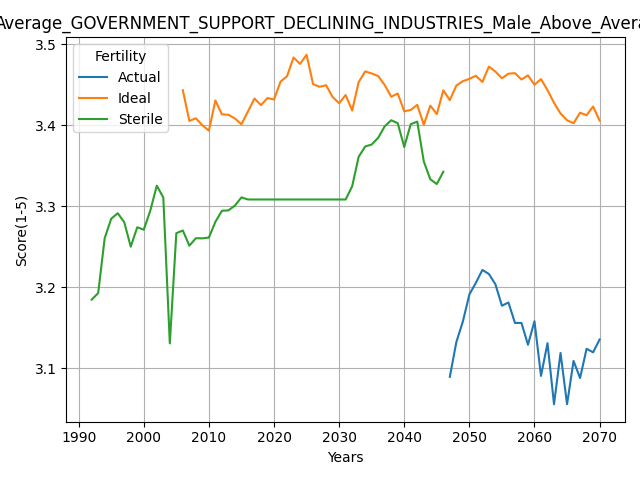 Average_GOVERNMENT_SUPPORT_DECLINING_INDUSTRIES_Male_Above_Avera
3.5
Fertility
Actual
Ideal
Sterile
3.4
3.3
3.2
3.1
Score(1-5)
1990 2000 2010 2020 2030 2040 2050 2060 2070
Years